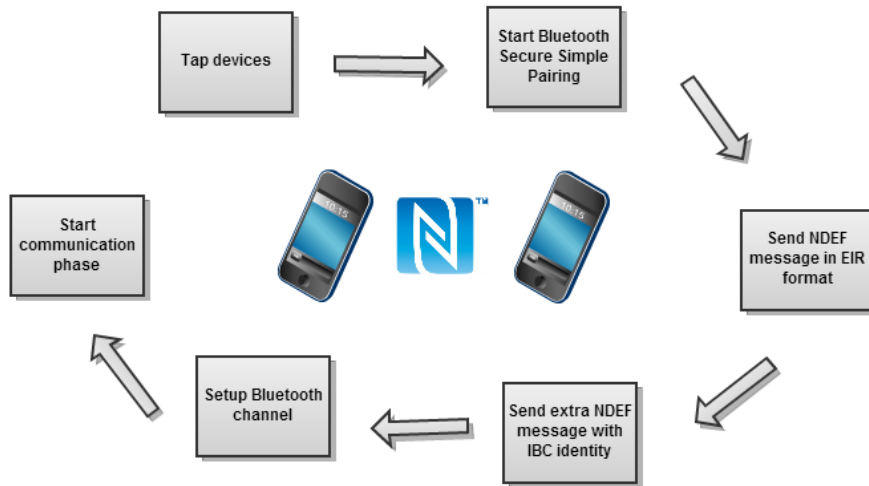 Tap devices
Start Bluetooth
Secure Simple
Pairing
Send NDEF
message in EIR
format
Send extra NDEF
message with
IBC identity
Setup Bluetooth
channel
Start
communication
phase
10:15
TM
10:15